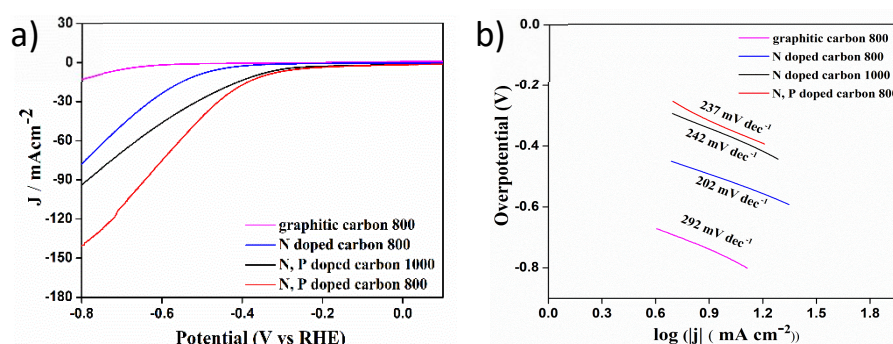 a)
30
0
-30
-60
-90
-120
-150
-180
J / mAcm-2
-0.8
-0.6
-0.4
-0.2
0.0
Potential (V vs RHE)
graphitic carbon 800
N doped carbon 800
N, P doped carbon 1000
N, P doped carbon 800
b)
0.0
-0.2
-0.4
-0.6
-0.8
Overpotential (V)
graphitic carbon 800
N doped carbon 800
N doped carbon 1000
N, P doped carbon 800
237 mV dec⁻¹
242 mV dec⁻¹
202 mV dec⁻¹
292 mV dec⁻¹
0.0
0.3
0.6
0.9
1.2
1.5
1.8
log (|j| ( mA cm⁻²))